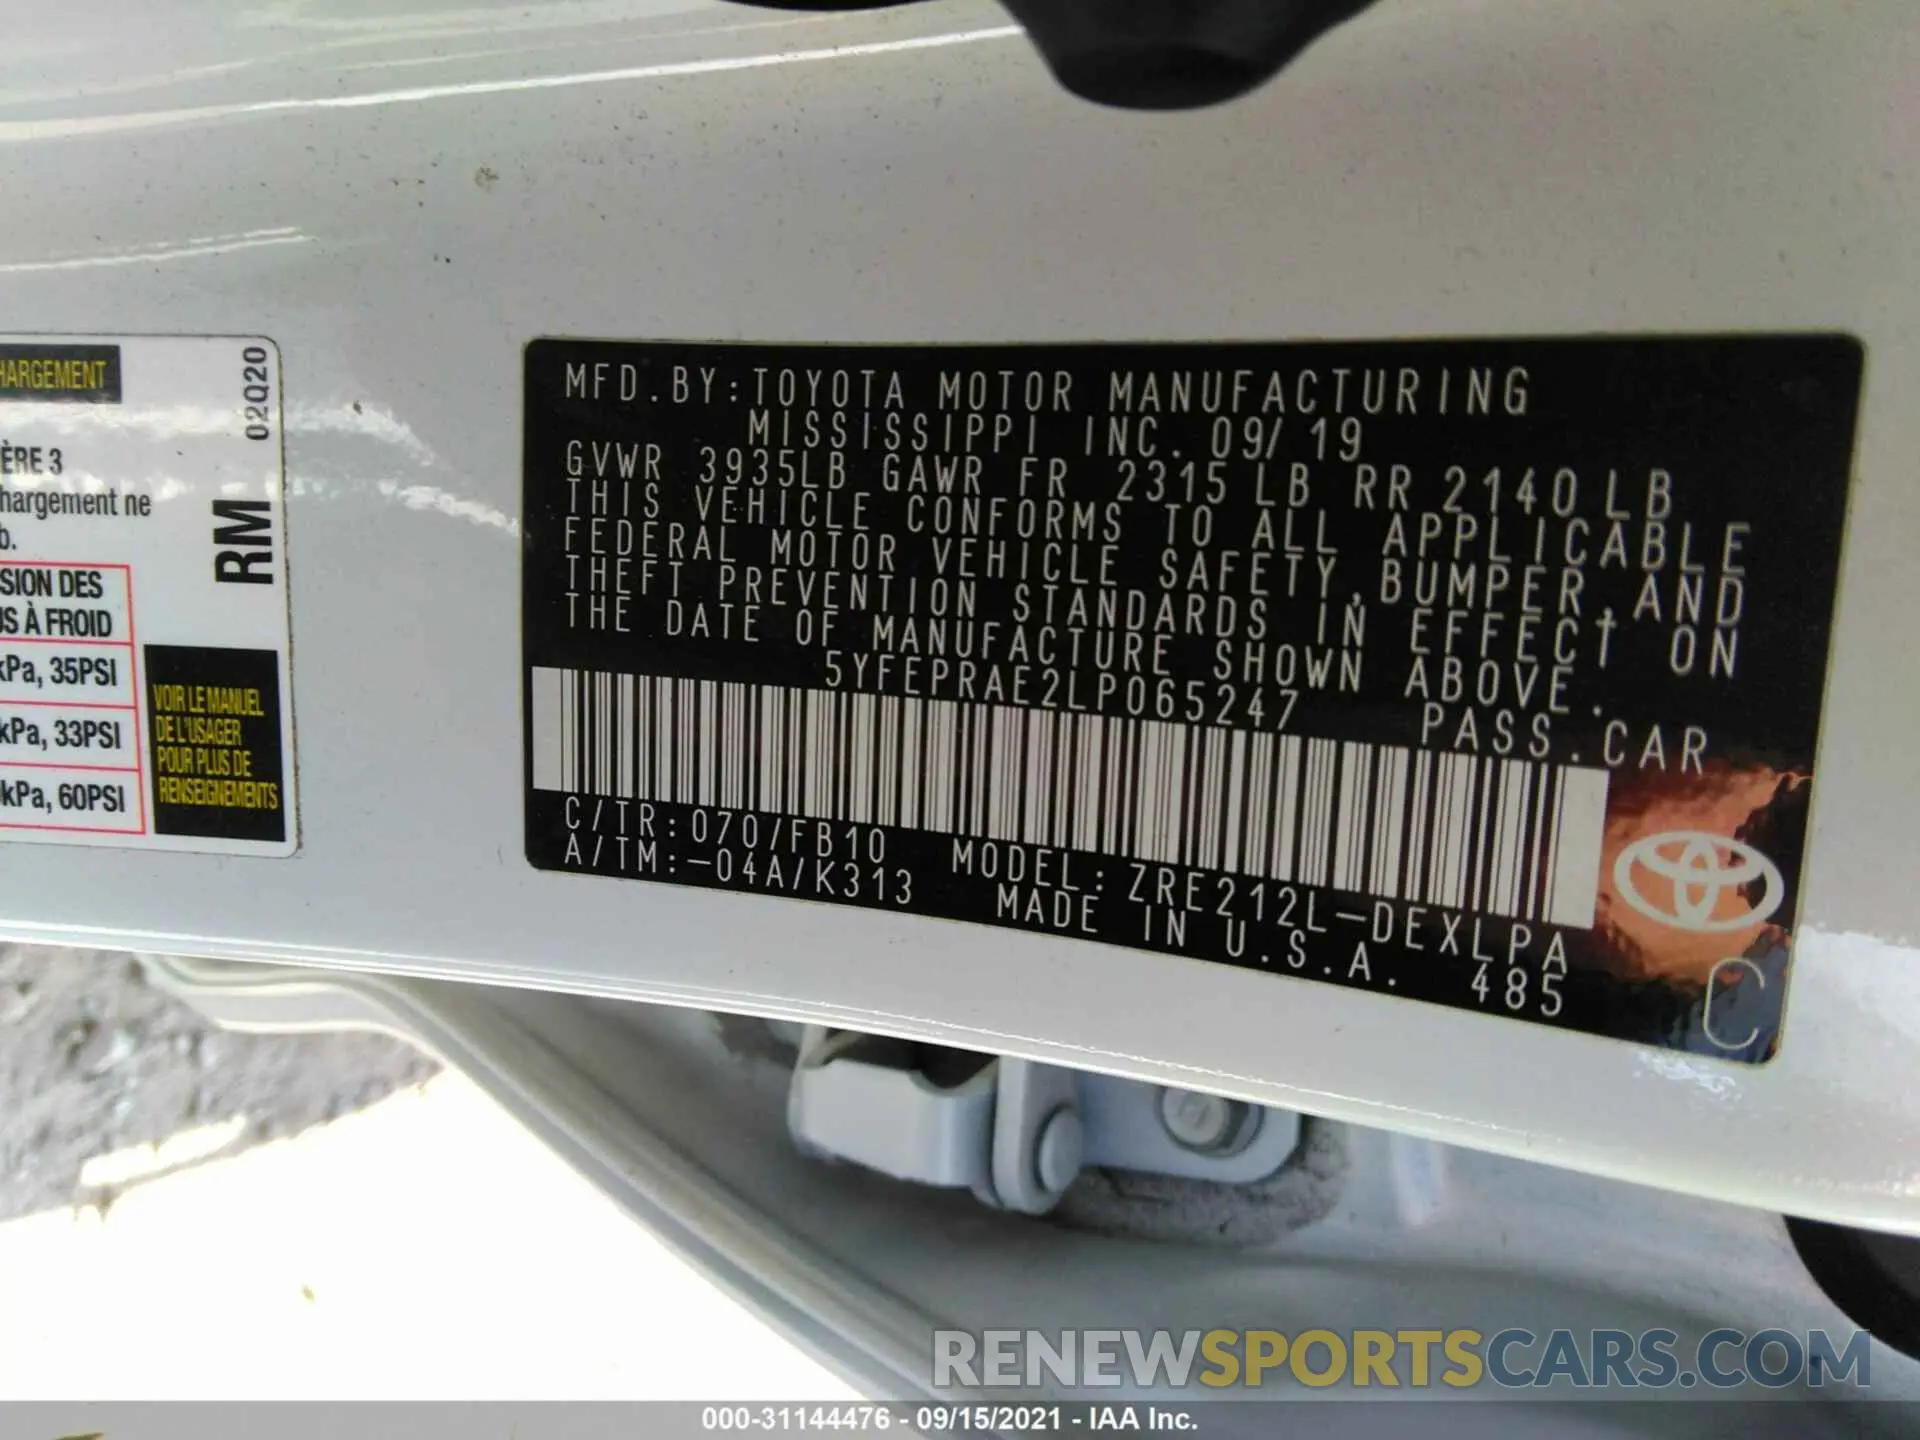 HARGEMENT
02Q20
ÈRE 3
hargement ne
b.
RM
SION DES
US À FROID
kPa, 35PSI
kPa, 33PSI
kPa, 60PSI
VOIR LE MANUEL
DE L'USAGER
POUR PLUS DE
RENSEIGNEMENTS
MFD.BY:TOYOTA MOTOR MANUFACTURING
MISSISSIPPI INC. 09/19
GVWR 3935LB GAWR FR 2315LB RR 2140LB
THIS VEHICLE CONFORMS TO ALL APPLICABLE
FEDERAL MOTOR VEHICLE SAFETY,BUMPER,AND
THEFT PREVENTION STANDARDS IN EFFECT ON
THE DATE OF MANUFACTURE SHOWN ABOVE.
5YFEPRAE2LP065247 PASS.CAR
C/TR:070/FB10 MODEL:ZRE212L-DEXLPA
A/TM:-04A/K313 MADE IN U.S.A. 485
C
RENEWSPORTSCARS.COM
000-31144476 - 09/15/2021 - IAA Inc.